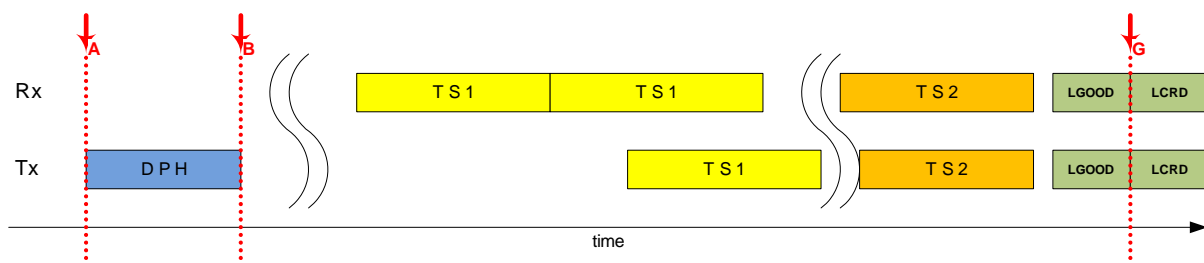 A B G
Rx TS1 TS1 TS2 LGOOD LCRD
Tx DPH TS1 TS2 LGOOD LCRD
time